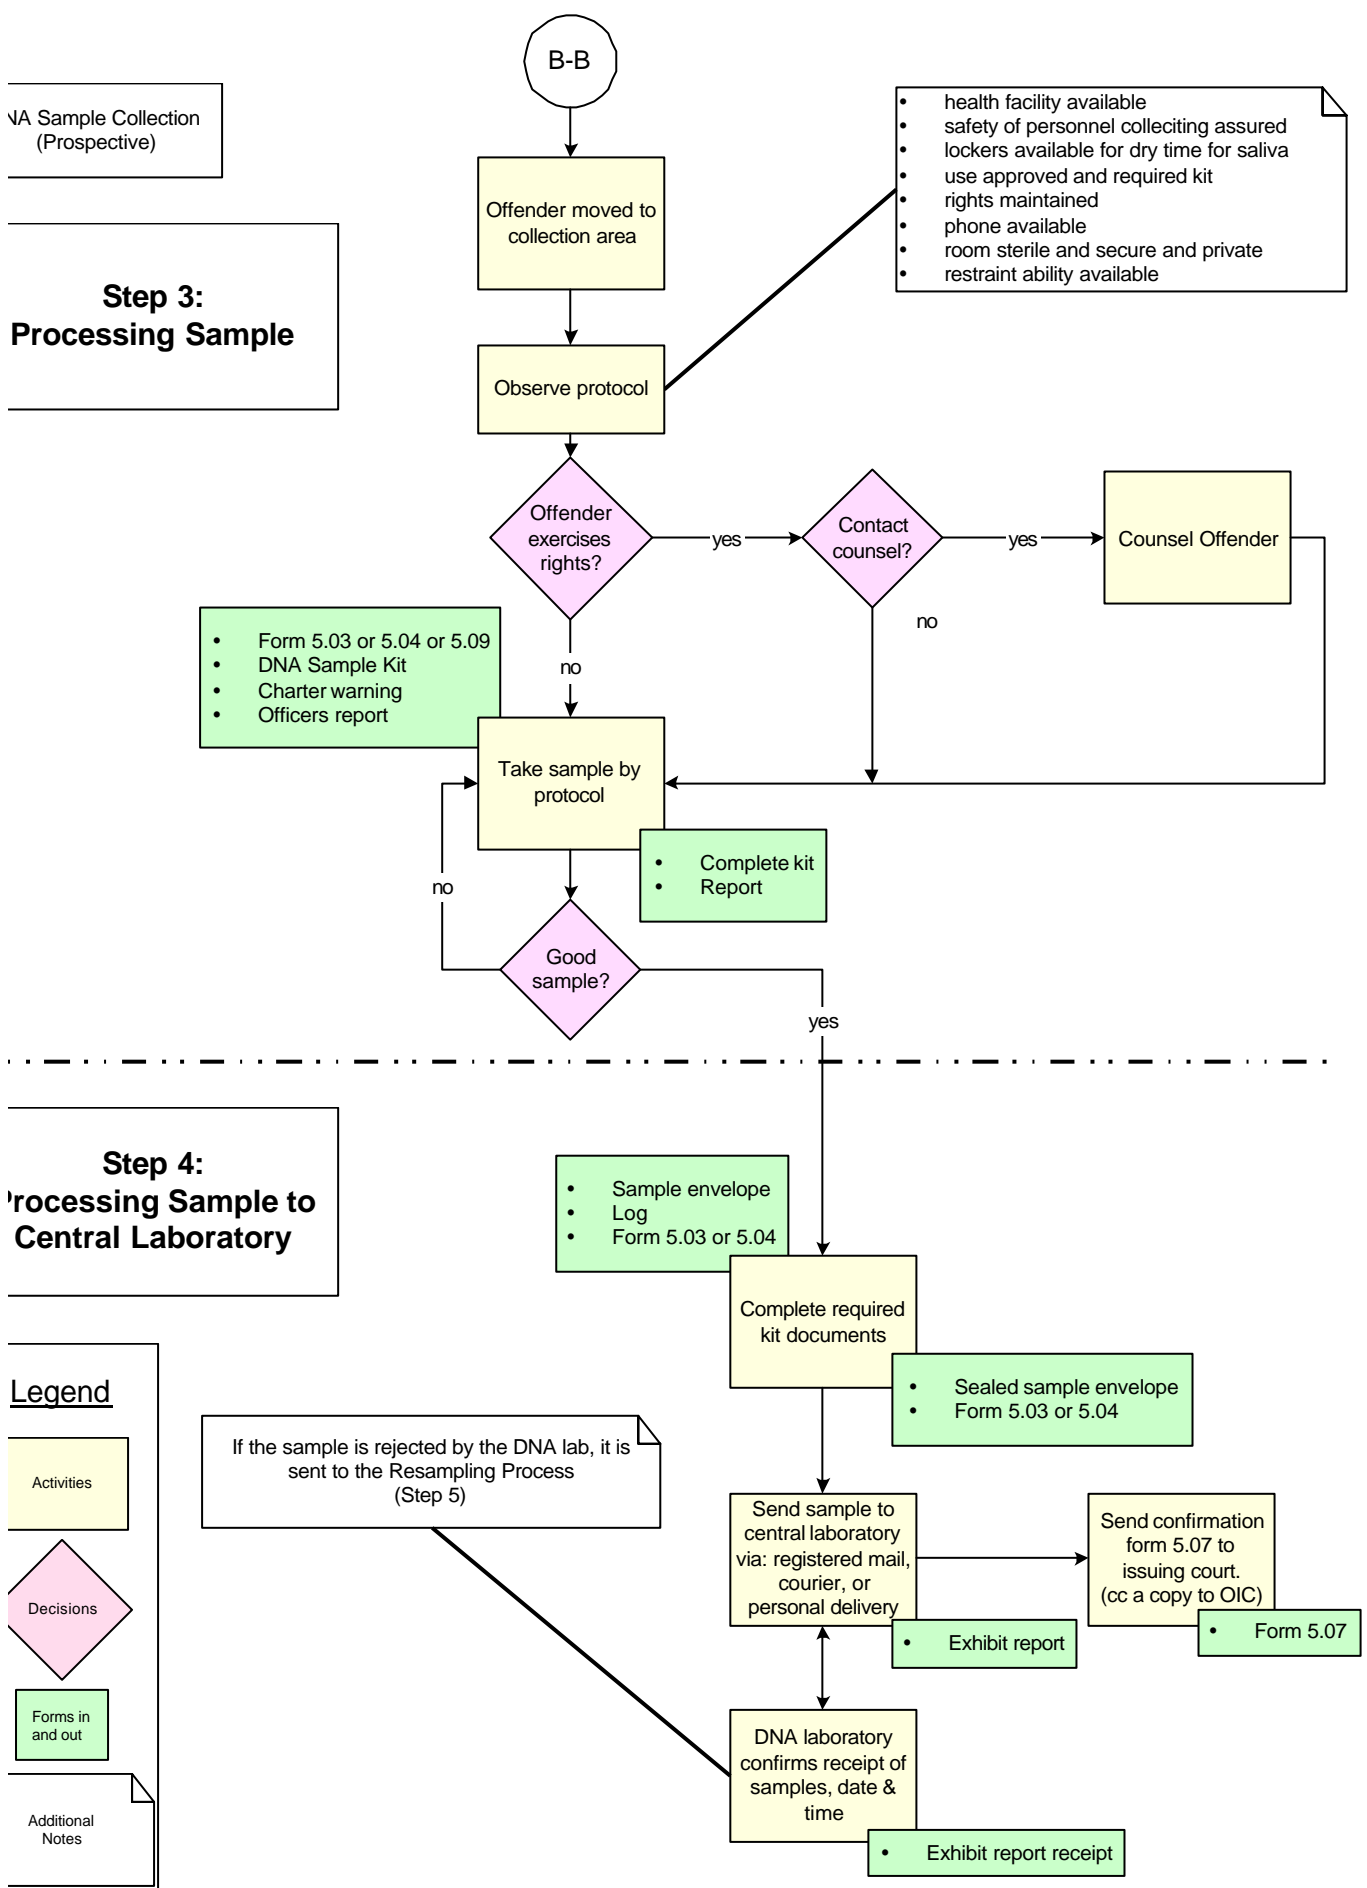 B-B
NA Sample Collection
(Prospective)
• health facility available
• safety of personnel colleciting assured
• lockers available for dry time for saliva
• use approved and required kit
• rights maintained
• phone available
• room sterile and secure and private
• restraint ability available
Offender moved to
collection area
Step 3:
Processing Sample
Observe protocol
Offender
exercises
rights?
yes
Contact
counsel?
yes
Counsel Offender
no
no
• Form 5.03 or 5.04 or 5.09
• DNA Sample Kit
• Charter warning
• Officers report
Take sample by
protocol
• Complete kit
• Report
no
Good
sample?
yes
Step 4:
Processing Sample to
Central Laboratory
• Sample envelope
• Log
• Form 5.03 or 5.04
Complete required
kit documents
• Sealed sample envelope
• Form 5.03 or 5.04
Legend
Activities
Decisions
Forms in
and out
Additional
Notes
If the sample is rejected by the DNA lab, it is
sent to the Resampling Process
(Step 5)
Send sample to
central laboratory
via: registered mail,
courier, or
personal delivery
• Exhibit report
Send confirmation
form 5.07 to
issuing court.
(cc a copy to OIC)
• Form 5.07
DNA laboratory
confirms receipt of
samples, date &
time
• Exhibit report receipt